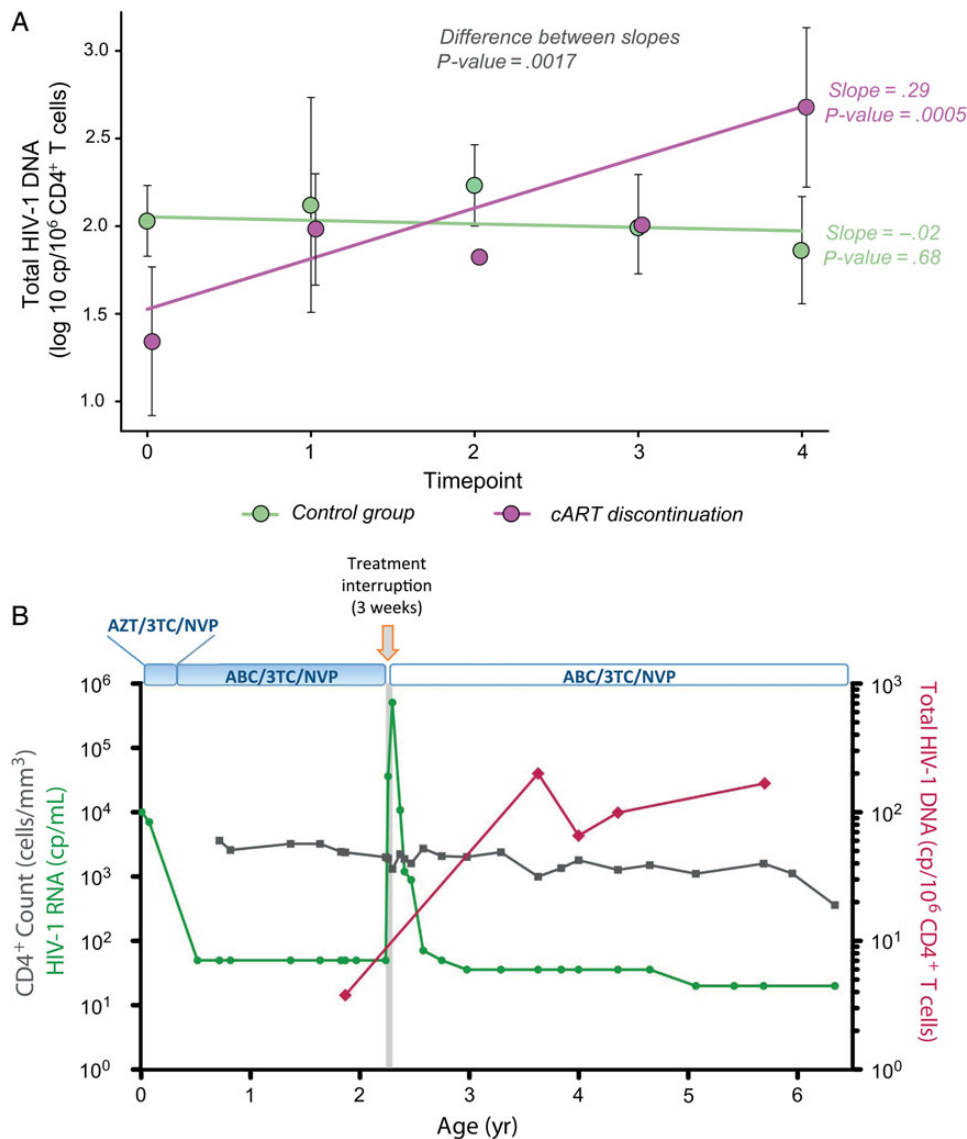 A
Difference between slopes
P-value = .0017
Slope = .29
P-value = .0005
Slope = –.02
P-value = .68
Total HIV-1 DNA
(log 10 cp/10⁶ CD4⁺ T cells)
3.0
2.5
2.0
1.5
1.0
0 1 2 3 4
Timepoint
Control group cART discontinuation
B
Treatment
interruption
(3 weeks)
AZT/3TC/NVP
ABC/3TC/NVP ABC/3TC/NVP
CD4⁺ Count (cells/mm³)
HIV-1 RNA (cp/mL)
10⁶
10⁵
10⁴
10³
10²
10¹
10⁰
10³
10²
10¹
10⁰
Total HIV-1 DNA (cp/10⁶ CD4⁺ T
cells)
0 1 2 3 4 5 6
Age (yr)